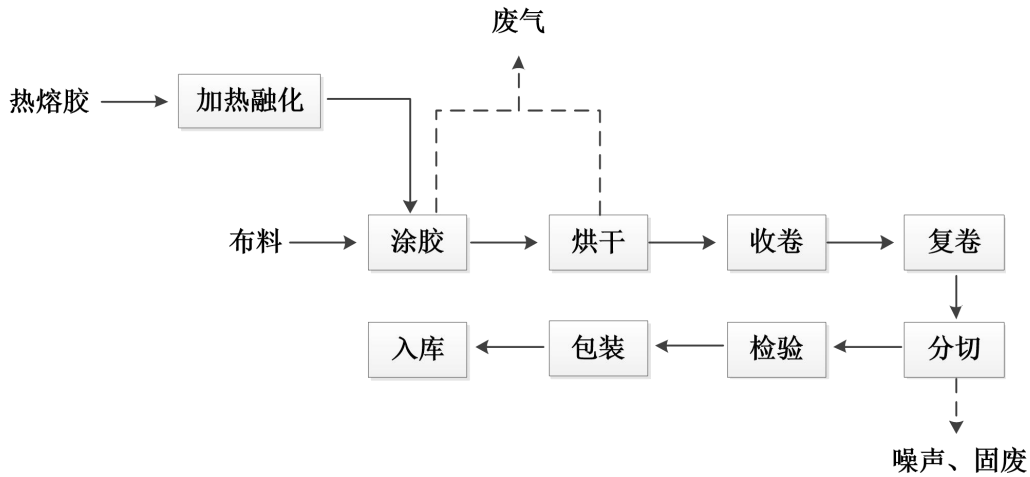 废气
热熔胶
加热融化
布料
涂胶
烘干
收卷
复卷
入库
包装
检验
分切
噪声、固废